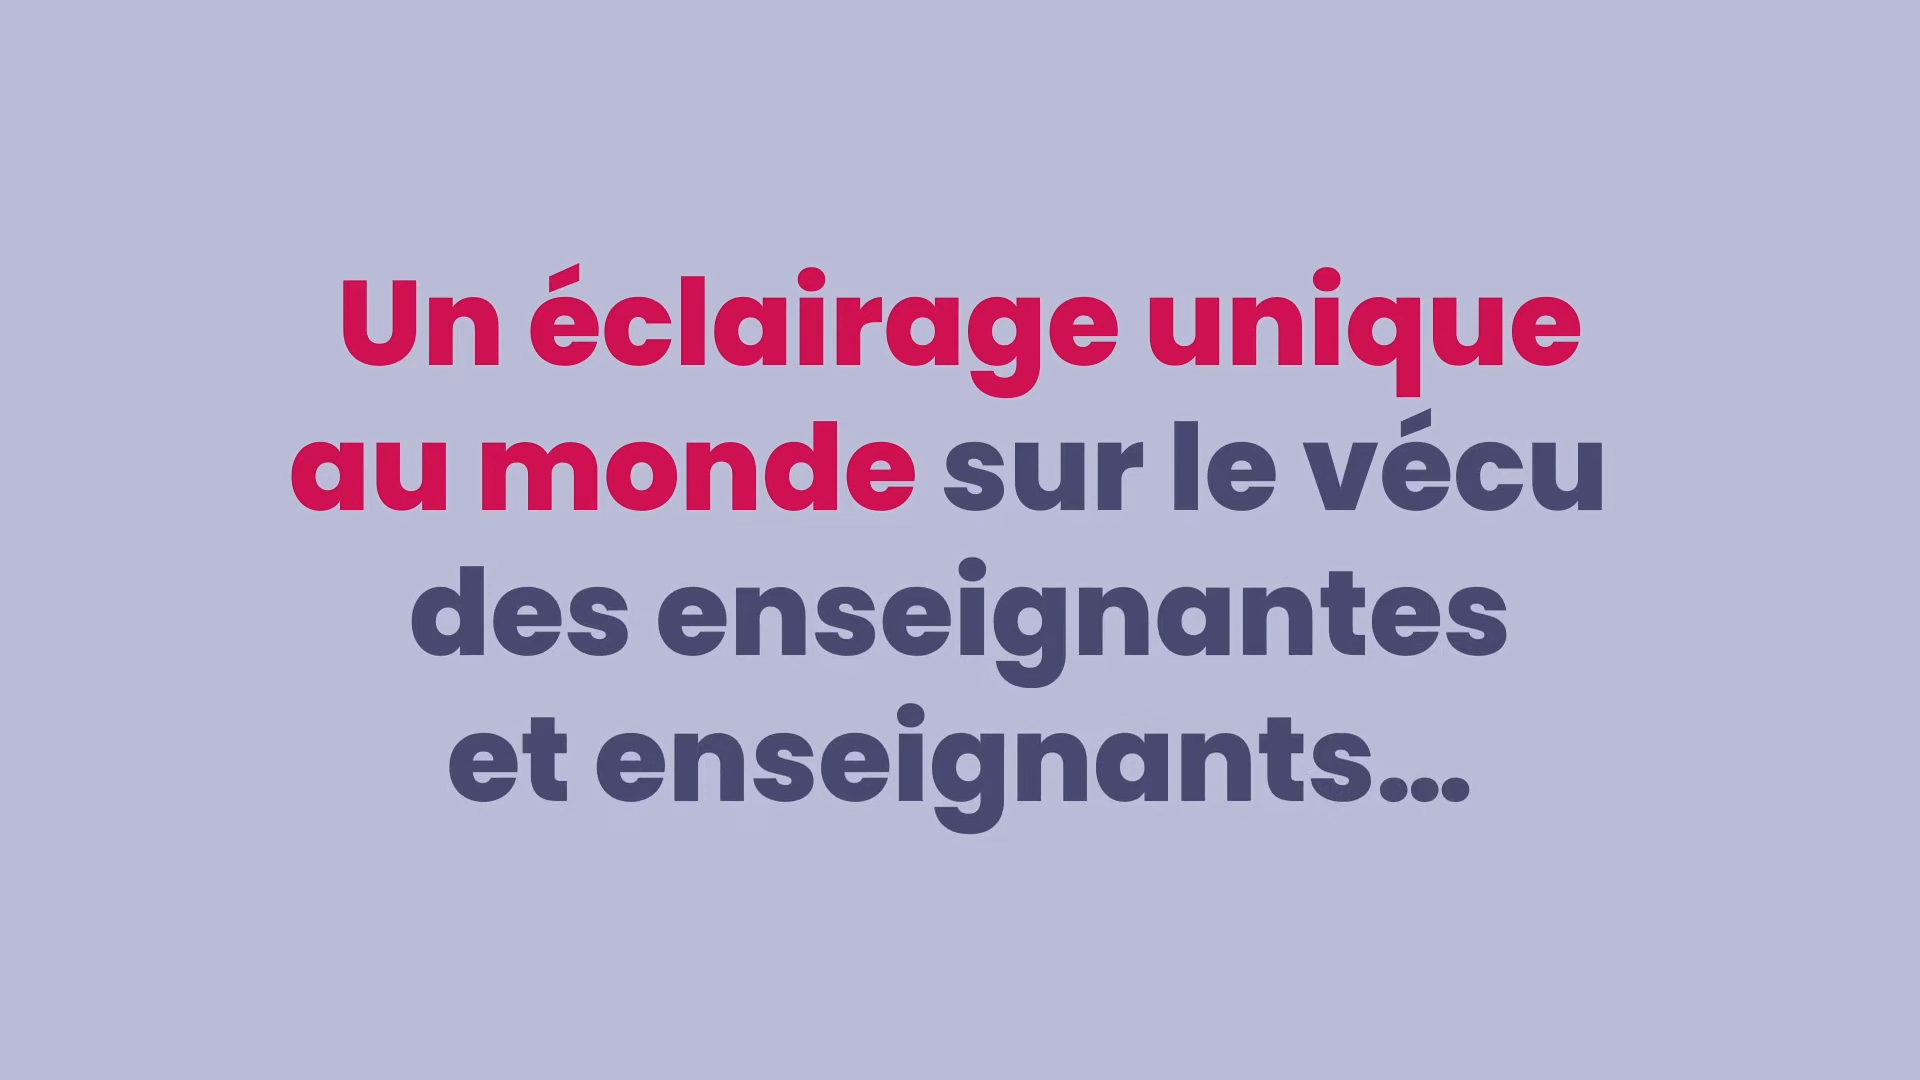 Un éclairage unique
au monde sur le vécu
des enseignantes
et enseignants…